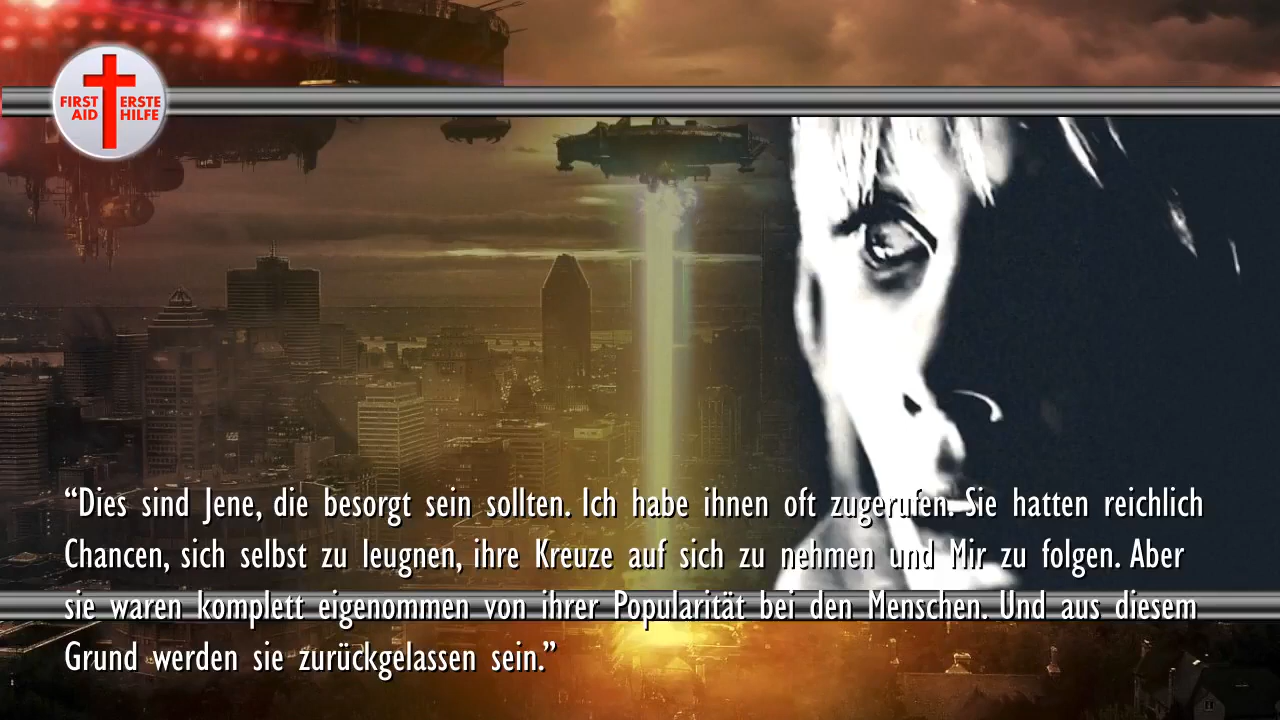 FIRST ERSTE
AID HILFE
“Dies sind Jene, die besorgt sein sollten. Ich habe ihnen oft zugerufen. Sie hatten reichlich
Chancen, sich selbst zu leugnen, ihre Kreuze auf sich zu nehmen und Mir zu folgen. Aber
sie waren komplett eigenommen von ihrer Popularität bei den Menschen. Und aus diesem
Grund werden sie zurückgelassen sein.”